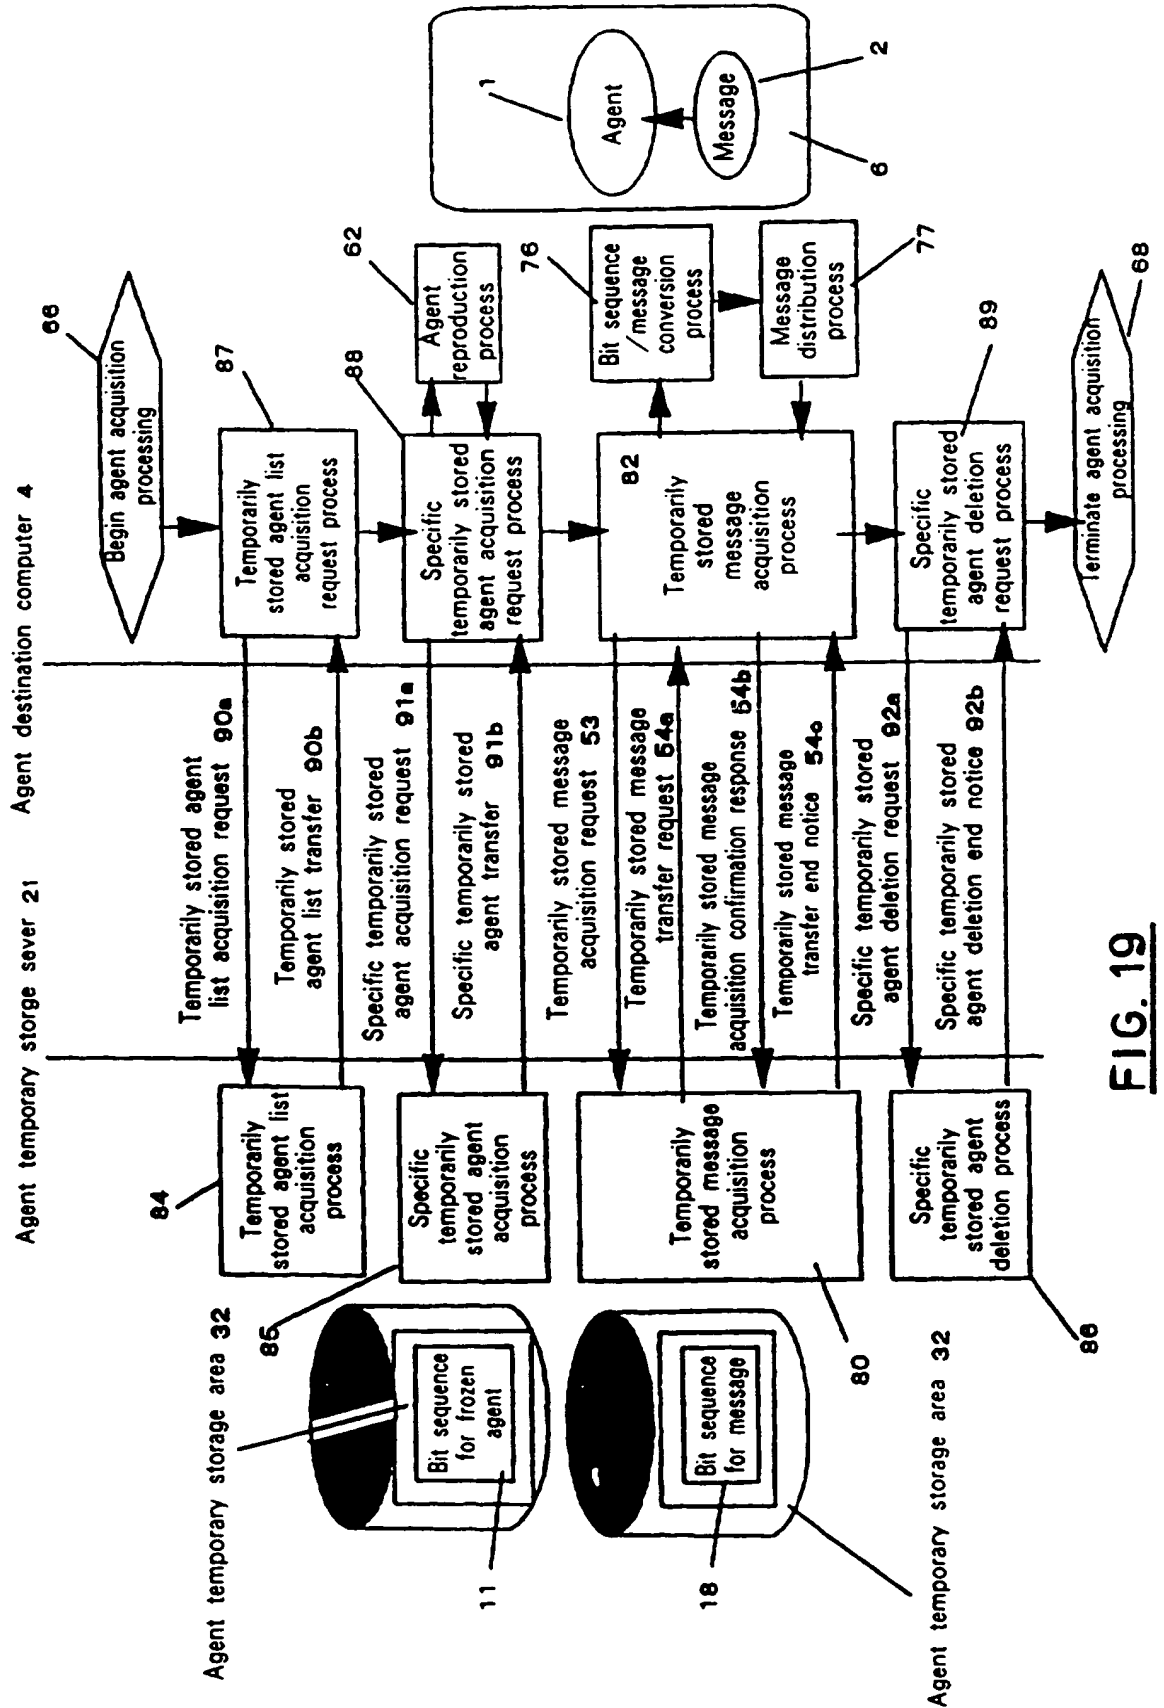 Agent temporary storge sever 21
Agent destination computer 4
66
Begin agent acquisition
processing
84
Temporarily
stored agent list
acquisition
process
Temporarily stored agent
list acquisition request 90a
Temporarily stored
agent list transfer 90b
87
Temporarily
stored agent list
acquisition
request process
Agent temporary storage area 32
85
Bit sequence
for frozen
agent
11
Specific
temporarily
stored agent
acquisition
process
Specific temporarily stored
agent acquisition request 91a
Specific temporarily stored
agent transfer 91b
88
Specific
temporarily stored
agent acquisition
request process
62
Agent
reproduction
process
1
Agent
Message
2
6
Bit sequence
for message
18
Temporarily
stored message
acquisition
process
80
Temporarily stored message
acquisition request 53
Temporarily stored message
transfer request 54a
Temporarily stored message
acquisition confirmation response 54b
Temporarily stored message
transfer end notice 54c
82
Temporarily
stored
message
acquisition
process
76
Bit sequence
/message
conversion
process
Message
distribution
process
77
Agent temporary storage area 32
Specific
temporarily
stored agent
deletion process
86
Specific temporarily stored
agent deletion request 92a
Specific temporarily stored
agent deletion end notice 92b
89
Specific
temporarily stored
agent deletion
request process
Terminate agent acquisition
processing
68
FIG. 19